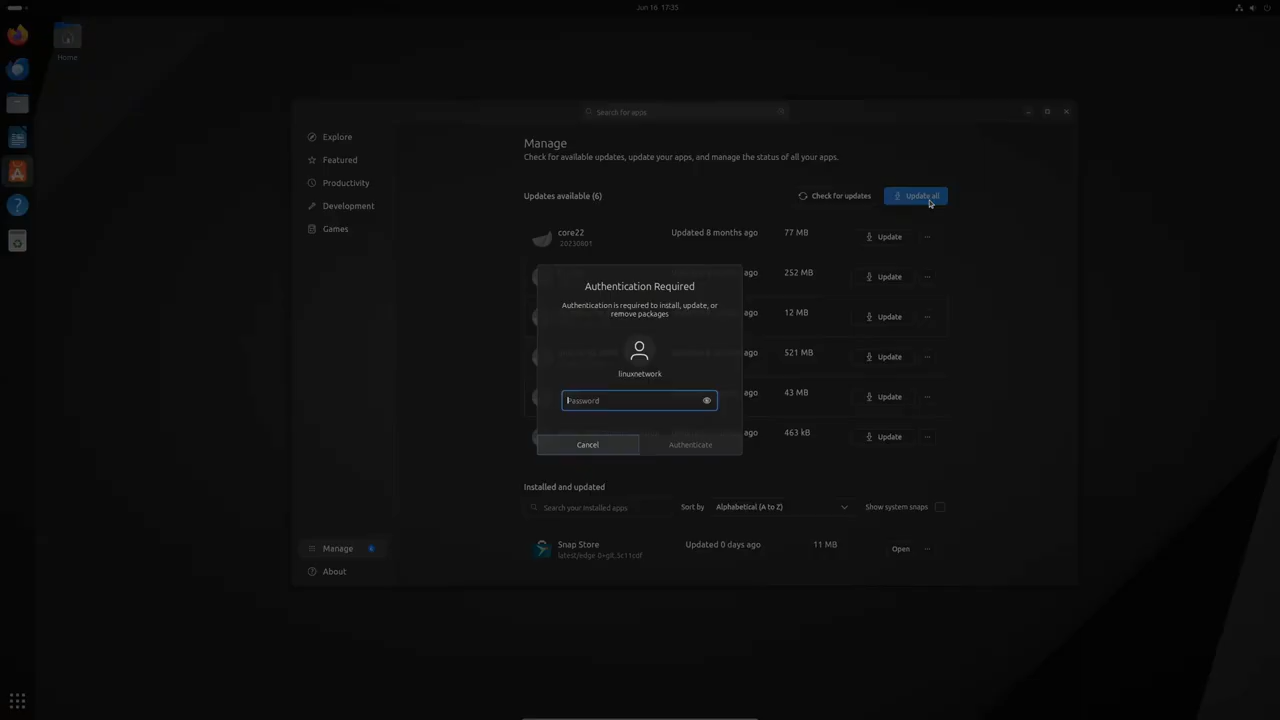 Jun 16 17:35
Home
Search for apps
Explore
Featured
Productivity
Development
Games
Manage
About
Manage
Check for available updates, update your apps, and manage the status of all your apps.
Updates available (6)
Check for updates
Update all
core22
20230801
Updated 8 months ago
77 MB
Update
ago
252 MB
Update
ago
12 MB
Update
ago
521 MB
Update
ago
43 MB
Update
ago
463 kB
Update
Authentication Required
Authentication is required to install, update, or
remove packages
linuxnetwork
Password
Cancel
Authenticate
Installed and updated
Search your installed apps
Sort by
Alphabetical (A to Z)
Show system snaps
Snap Store
Updated 0 days ago
11 MB
Open